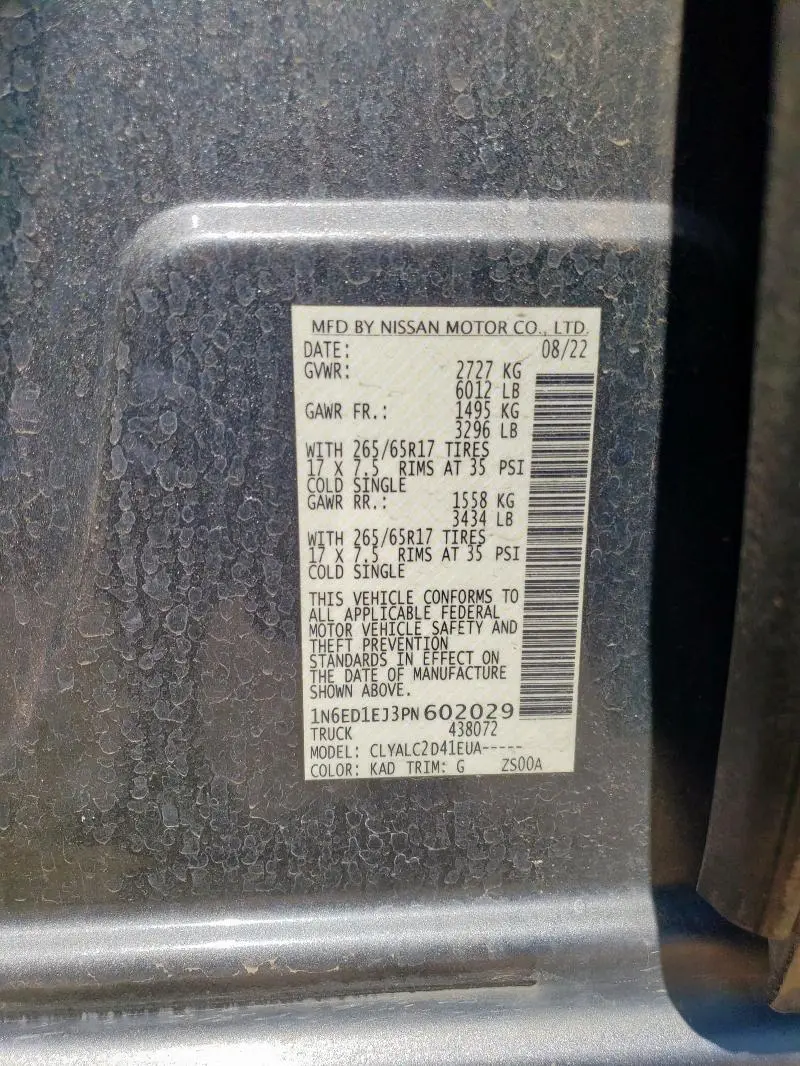 MFD BY NISSAN MOTOR CO., LTD.
DATE: 08/22
GVWR: 2727 KG
6012 LB
GAWR FR.: 1495 KG
3296 LB
WITH 265/65R17 TIRES
17 X 7.5 RIMS AT 35 PSI
COLD SINGLE
GAWR RR.: 1558 KG
3434 LB
WITH 265/65R17 TIRES
17 X 7.5 RIMS AT 35 PSI
COLD SINGLE
THIS VEHICLE CONFORMS TO
ALL APPLICABLE FEDERAL
MOTOR VEHICLE SAFETY AND
THEFT PREVENTION
STANDARDS IN EFFECT ON
THE DATE OF MANUFACTURE
SHOWN ABOVE.
1N6ED1EJ3PN602029
TRUCK 438072
MODEL: CLYALC2D41EUA-----
COLOR: KAD TRIM: G ZS00A